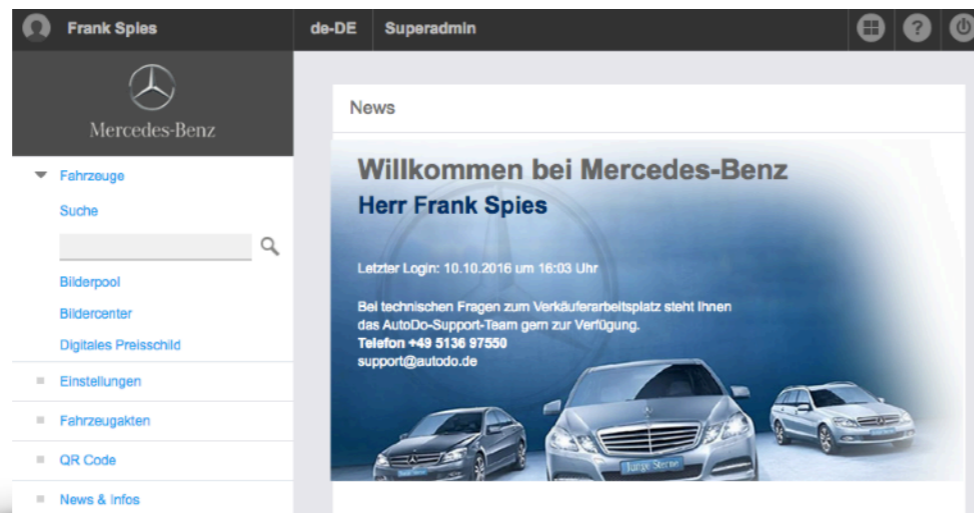 Frank Spies
de-DE
Superadmin
Mercedes-Benz
Fahrzeuge
Suche
Bilderpool
Bildercenter
Digitales Preisschild
Einstellungen
Fahrzeugakten
QR Code
News & Infos
News
Willkommen bei Mercedes-Benz
Herr Frank Spies
Letzter Login: 10.10.2016 um 16:03 Uhr
Bei technischen Fragen zum Verkäuferarbeitsplatz steht Ihnen
das AutoDo-Support-Team gern zur Verfügung.
Telefon +49 5136 97550
support@autodo.de
Junge Sterne